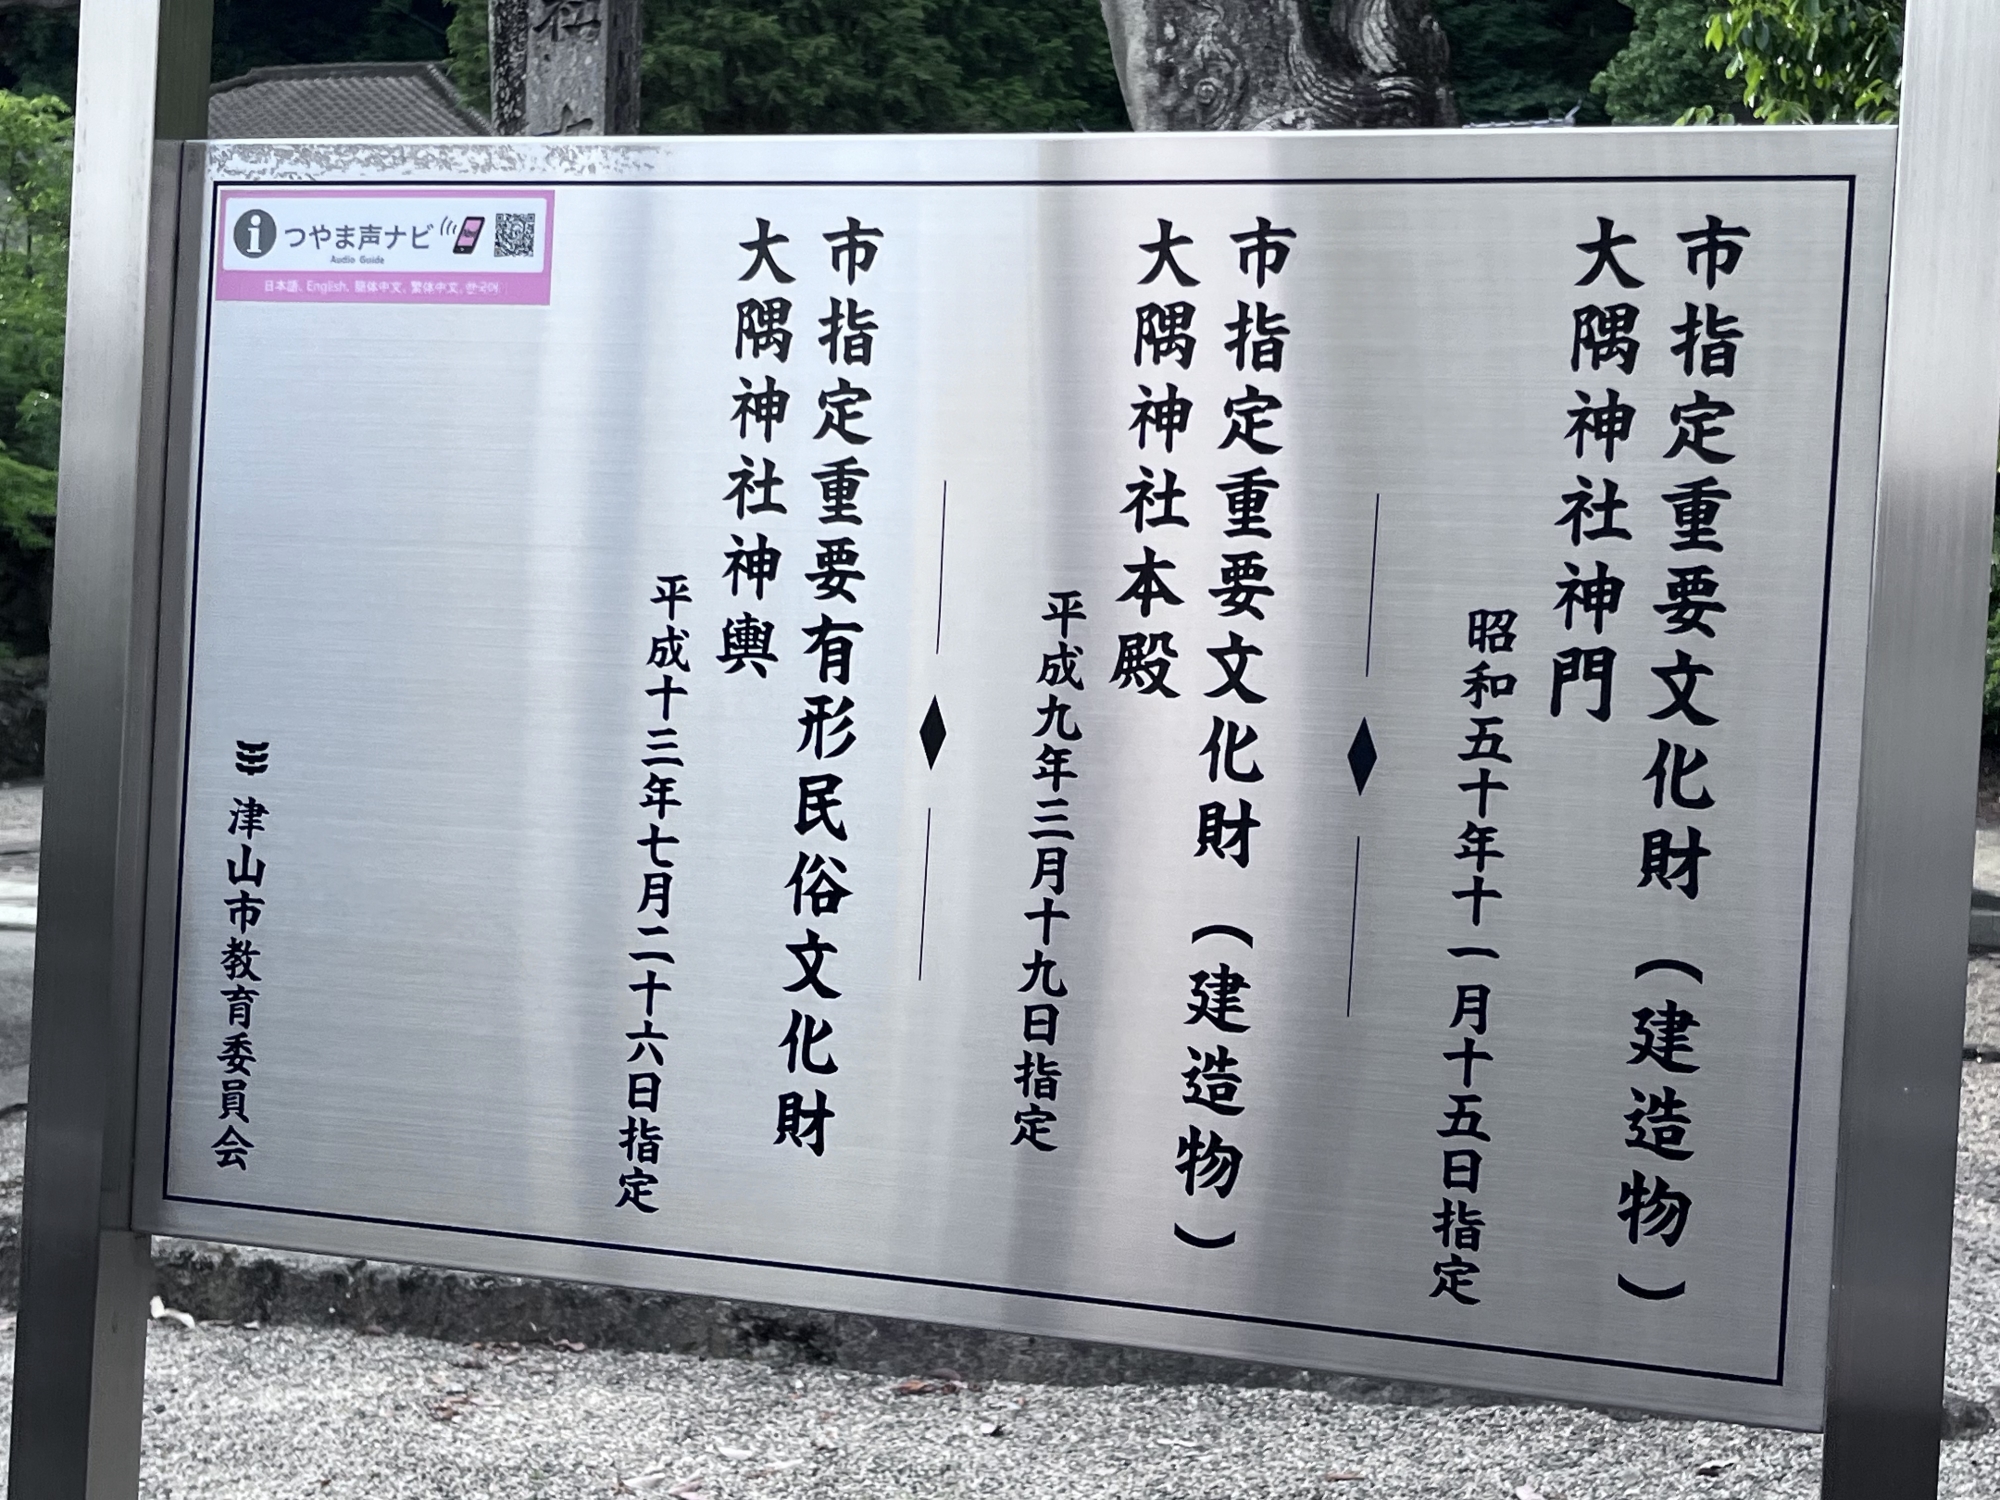 市指定重要文化財（建造物）
大隅神社神門
昭和五十年十一月十五日指定
市指定重要文化財（建造物）
大隅神社本殿
平成九年三月十九日指定
市指定重要有形民俗文化財
大隅神社神輿
平成十三年七月二十六日指定
津山市教育委員会
i つやま声ナビ
Audio Guide
日本語、English、簡体中文、繁体中文、한국어
社